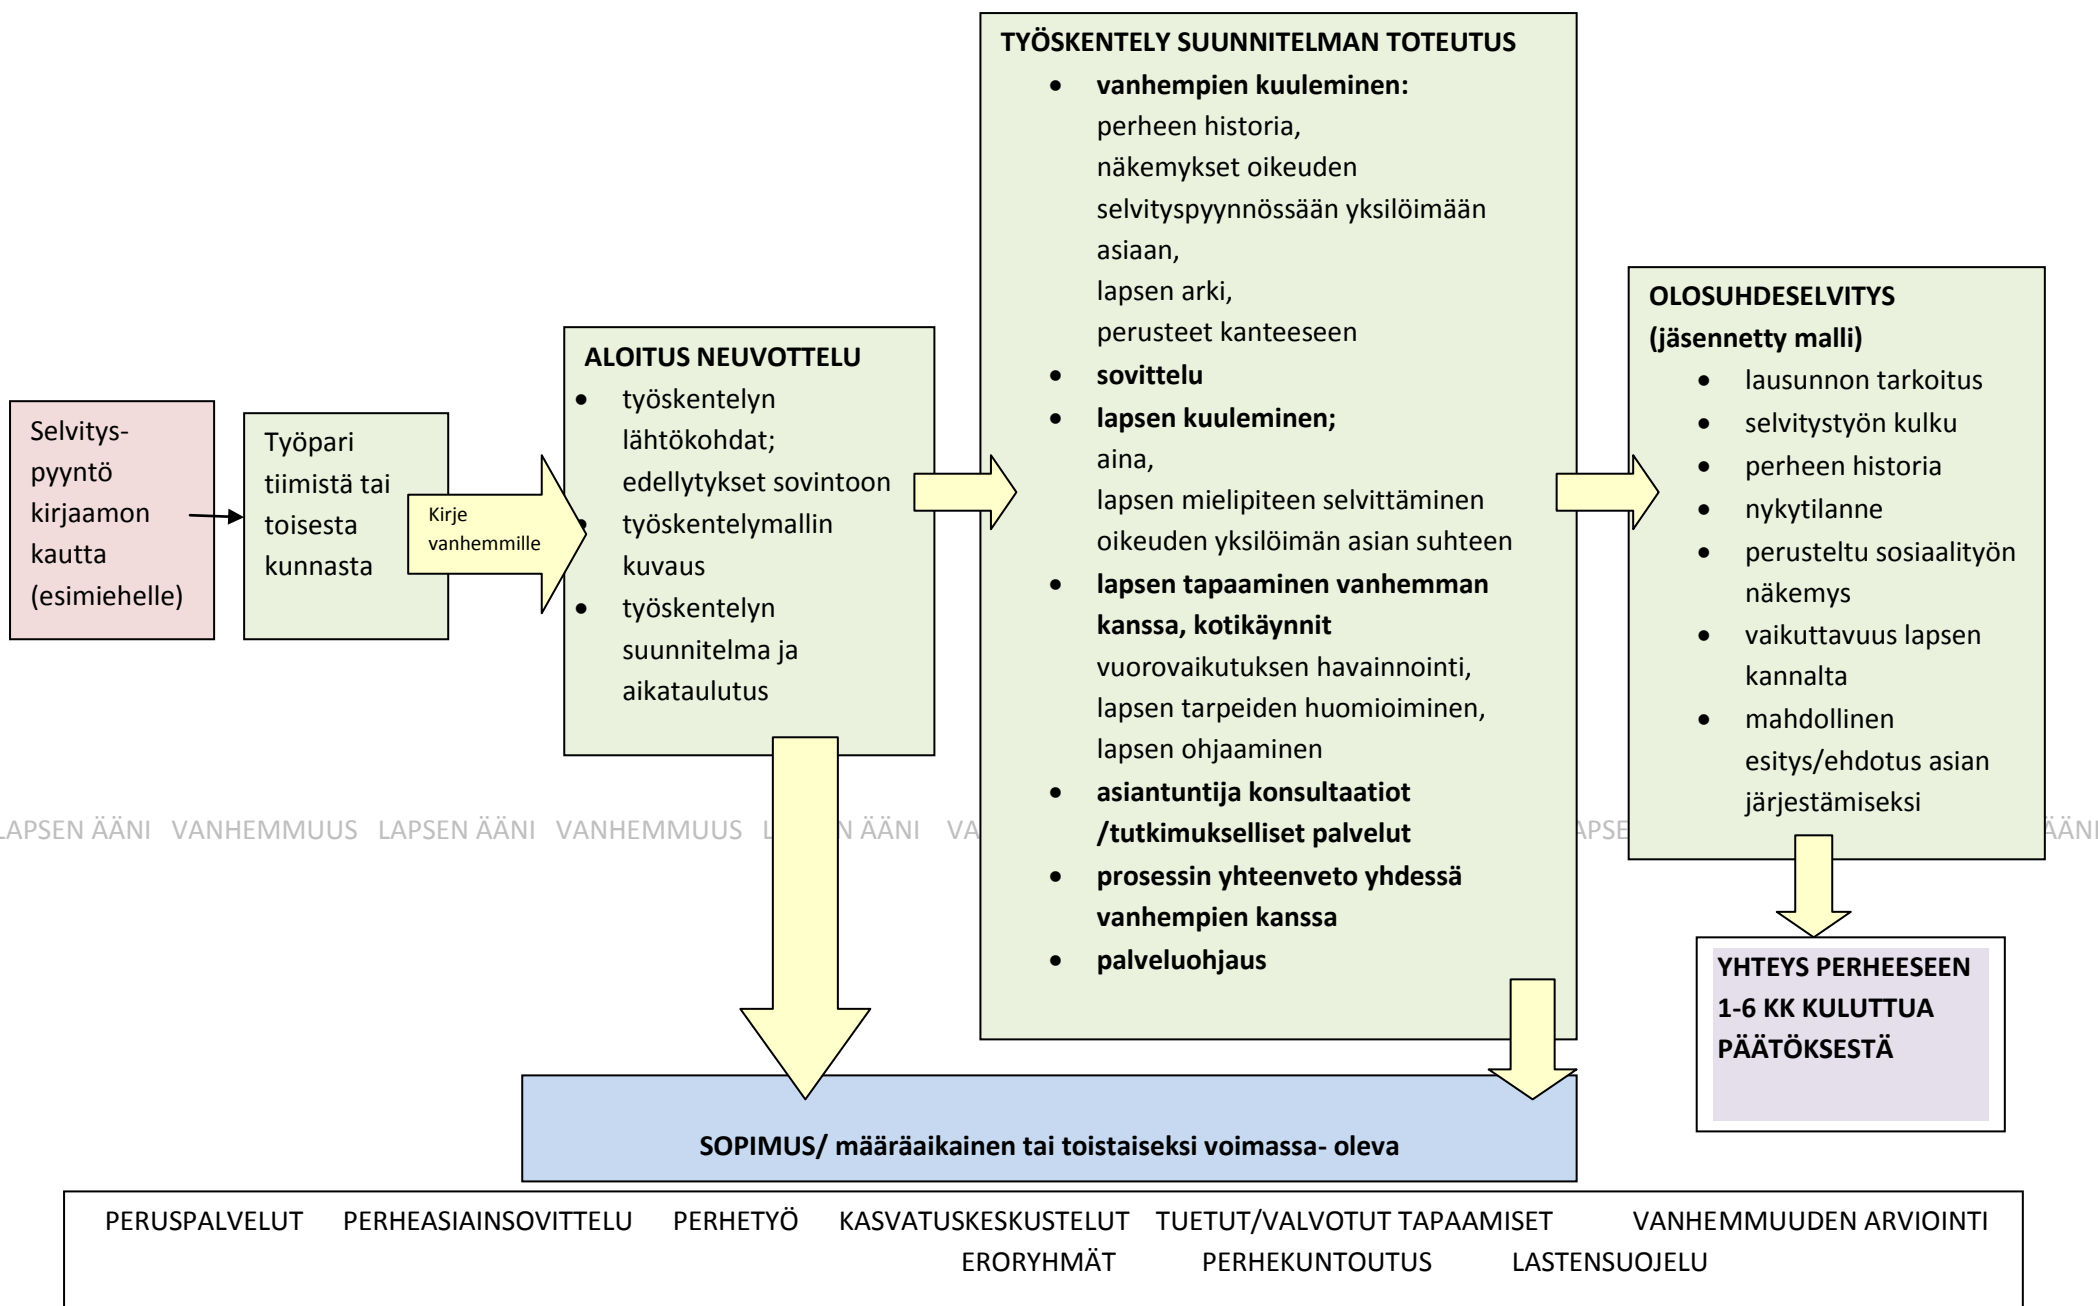 Selvitys-
pyyntö
kirjaamon
kautta
(esimiehelle)
Työpari
tiimistä tai
toisesta
kunnasta
Kirje
vanhemmille
ALOITUS NEUVOTTELU
• työskentelyn
lähtökohdat;
edellytykset sovintoon
• työskentelymallin
kuvaus
• työskentelyn
suunnitelma ja
aikataulutus
TYÖSKENTELY SUUNNITELMAN TOTEUTUS
• vanhempien kuuleminen:
perheen historia,
näkemykset oikeuden
selvityspyynnössään yksilöimään
asiaan,
lapsen arki,
perusteet kanteeseen
• sovittelu
• lapsen kuuleminen;
aina,
lapsen mielipiteen selvittäminen
oikeuden yksilöimän asian suhteen
• lapsen tapaaminen vanhemman
kanssa, kotikäynnit
vuorovaikutuksen havainnointi,
lapsen tarpeiden huomioiminen,
lapsen ohjaaminen
• asiantuntija konsultaatiot
/tutkimukselliset palvelut
• prosessin yhteenveto yhdessä
vanhempien kanssa
• palveluohjaus
OLOSUHDESELVITYS
(jäsennetty malli)
• lausunnon tarkoitus
• selvitystyön kulku
• perheen historia
• nykytilanne
• perusteltu sosiaalityön
näkemys
• vaikuttavuus lapsen
kannalta
• mahdollinen
esitys/ehdotus asian
järjestämiseksi
LAPSEN ÄÄNI VANHEMMUUS LAPSEN ÄÄNI VANHEMMUUS L N ÄÄNI VA APSE ÄÄNI
YHTEYS PERHEESEEN
1-6 KK KULUTTUA
PÄÄTÖKSESTÄ
SOPIMUS/ määräaikainen tai toistaiseksi voimassa- oleva
PERUSPALVELUT PERHEASIAINSOVITTELU PERHETYÖ KASVATUSKESKUSTELUT TUETUT/VALVOTUT TAPAAMISET VANHEMMUUDEN ARVIOINTI
ERORYHMÄT PERHEKUNTOUTUS LASTENSUOJELU